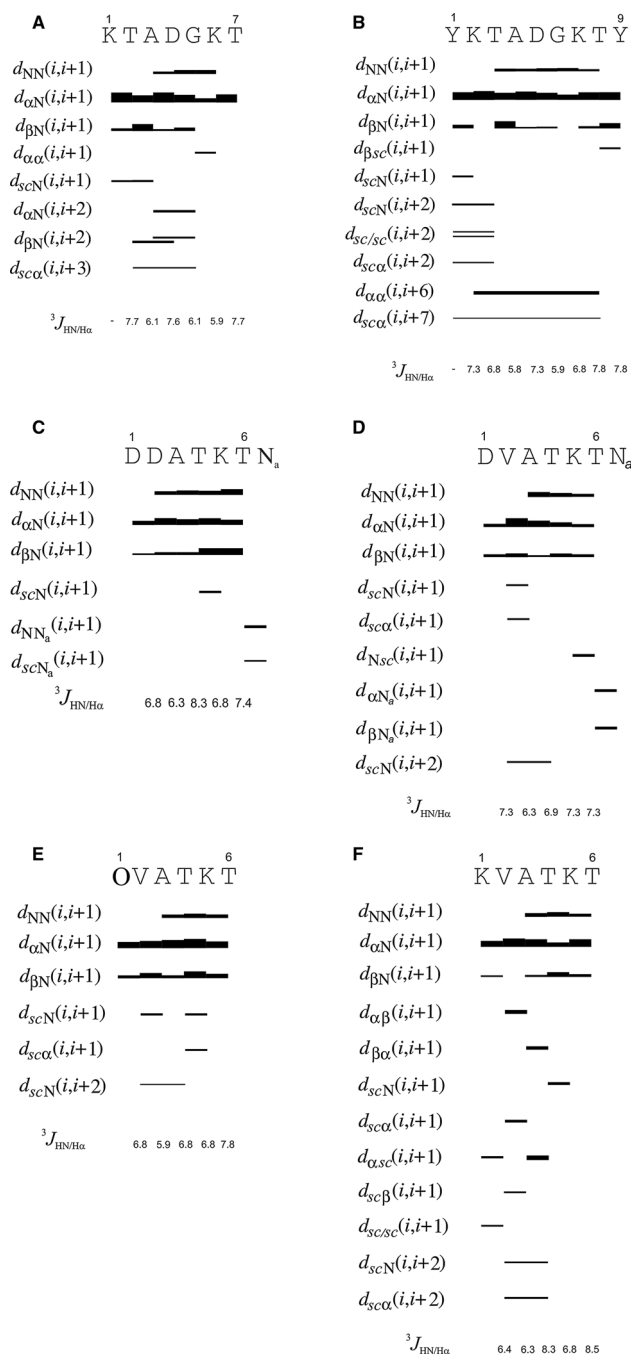 A
1 7
KTADGKT
dNN(i,i+1)
dαN(i,i+1)
dβN(i,i+1)
dαα(i,i+1)
dscN(i,i+1)
dαN(i,i+2)
dβN(i,i+2)
dscα(i,i+3)
3JHN/Hα - 7.7 6.1 7.6 6.1 5.9 7.7
B
1 9
YKTADGKTY
dNN(i,i+1)
dαN(i,i+1)
dβN(i,i+1)
dβsc(i,i+1)
dscN(i,i+1)
dscN(i,i+2)
dsc/sc(i,i+2)
dscα(i,i+2)
dαα(i,i+6)
dscα(i,i+7)
3JHN/Hα - 7.3 6.8 5.8 7.3 5.9 6.8 7.8 7.8
C
1 6
DDATKTNa
dNN(i,i+1)
dαN(i,i+1)
dβN(i,i+1)
dscN(i,i+1)
dNNa(i,i+1)
dscNa(i,i+1)
3JHN/Hα 6.8 6.3 8.3 6.8 7.4
D
1 6
DVATKTNa
dNN(i,i+1)
dαN(i,i+1)
dβN(i,i+1)
dscN(i,i+1)
dscα(i,i+1)
dNsc(i,i+1)
dαNa(i,i+1)
dβNa(i,i+1)
dscN(i,i+2)
3JHN/Hα 7.3 6.3 6.9 7.3 7.3
E
1 6
OVATKT
dNN(i,i+1)
dαN(i,i+1)
dβN(i,i+1)
dscN(i,i+1)
dscα(i,i+1)
dscN(i,i+2)
3JHN/Hα 6.8 5.9 6.8 6.8 7.8
F
1 6
KVATKT
dNN(i,i+1)
dαN(i,i+1)
dβN(i,i+1)
dαβ(i,i+1)
dβα(i,i+1)
dscN(i,i+1)
dscα(i,i+1)
dαsc(i,i+1)
dscβ(i,i+1)
dsc/sc(i,i+1)
dscN(i,i+2)
dscα(i,i+2)
3JHN/Hα 6.4 6.3 8.3 6.8 8.5